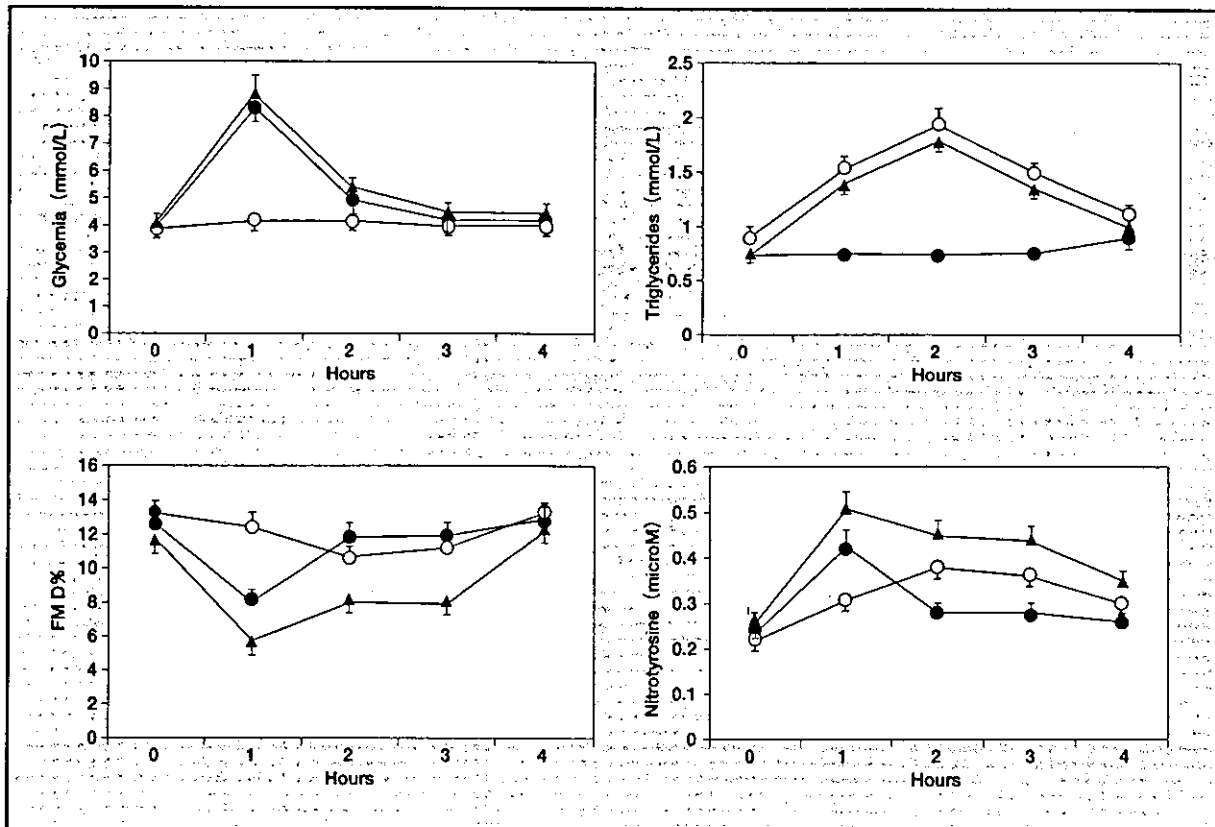 Glycemia (mmol/L)
10
9
8
7
6
5
4
3
2
1
0
0 1 2 3 4
Hours
Triglycerides (mmol/L)
2.5
2
1.5
1
0.5
0
0 1 2 3 4
Hours
FM D%
16
14
12
10
8
6
4
2
0
0 1 2 3 4
Hours
Nitrotyrosine (microM)
0.6
0.5
0.4
0.3
0.2
0.1
0
0 1 2 3 4
Hours